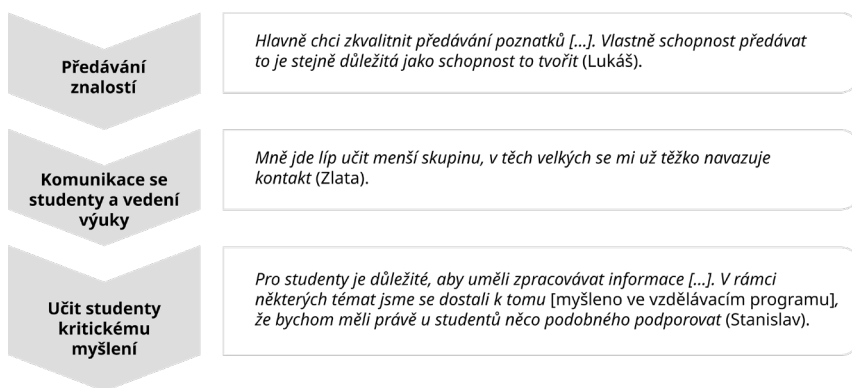 Předávání
znalostí
Hlavně chci zkvalitnit předávání poznatků [...]. Vlastně schopnost předávat
to je stejně důležitá jako schopnost to tvořit (Lukáš).
Komunikace se
studenty a vedení
výuky
Mně jde líp učit menší skupinu, v těch velkých se mi už těžko navazuje
kontakt (Zlata).
Učit studenty
kritickému
myšlení
Pro studenty je důležité, aby uměli zpracovávat informace [...]. V rámci
některých témat jsme se dostali k tomu [myšleno ve vzdělávacím programu],
že bychom měli právě u studentů něco podobného podporovat (Stanislav).